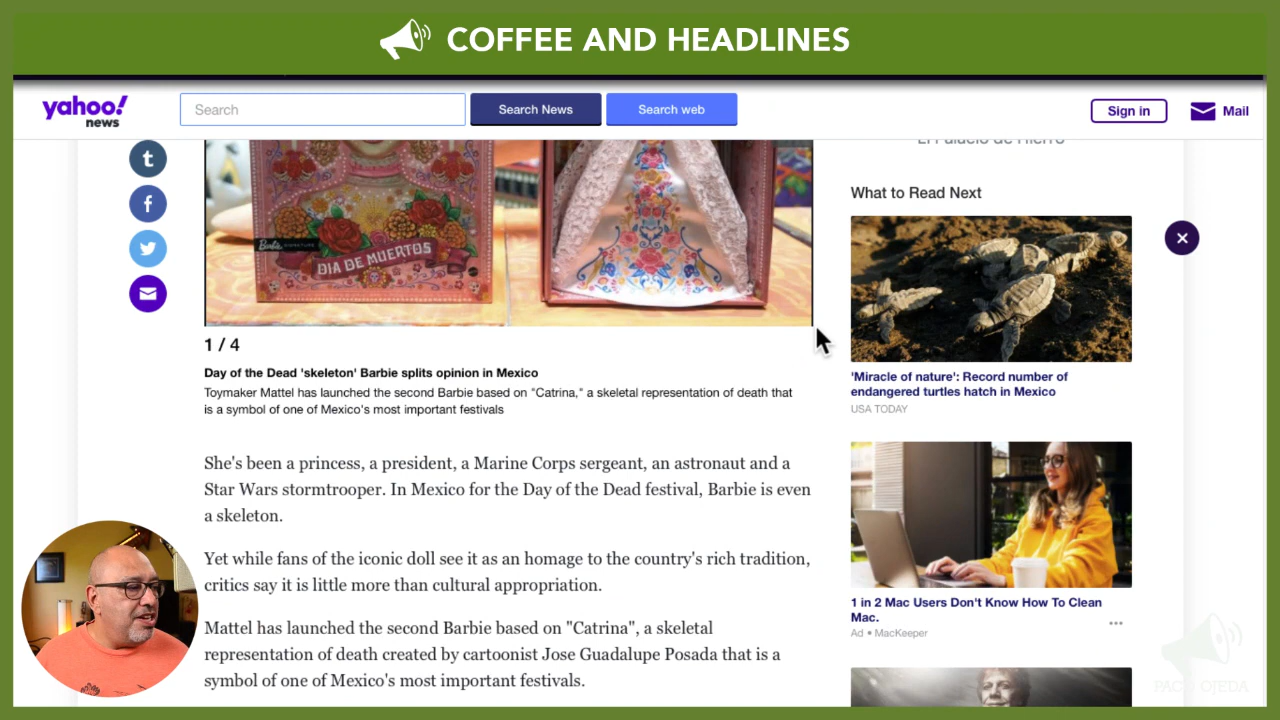 COFFEE AND HEADLINES
yahoo!
news
Search
Search News
Search web
Sign in
Mail
El Palacio de Hierro
What to Read Next
Barbie SIGNATURE
DIA DE MUERTOS
1 / 4
Day of the Dead 'skeleton' Barbie splits opinion in Mexico
Toymaker Mattel has launched the second Barbie based on "Catrina," a skeletal representation of death that
is a symbol of one of Mexico's most important festivals
She's been a princess, a president, a Marine Corps sergeant, an astronaut and a
Star Wars stormtrooper. In Mexico for the Day of the Dead festival, Barbie is even
a skeleton.
Yet while fans of the iconic doll see it as an homage to the country's rich tradition,
critics say it is little more than cultural appropriation.
Mattel has launched the second Barbie based on "Catrina", a skeletal
representation of death created by cartoonist Jose Guadalupe Posada that is a
symbol of one of Mexico's most important festivals.
'Miracle of nature': Record number of
endangered turtles hatch in Mexico
USA TODAY
1 in 2 Mac Users Don't Know How To Clean
Mac.
Ad • MacKeeper
PACO OJEDA